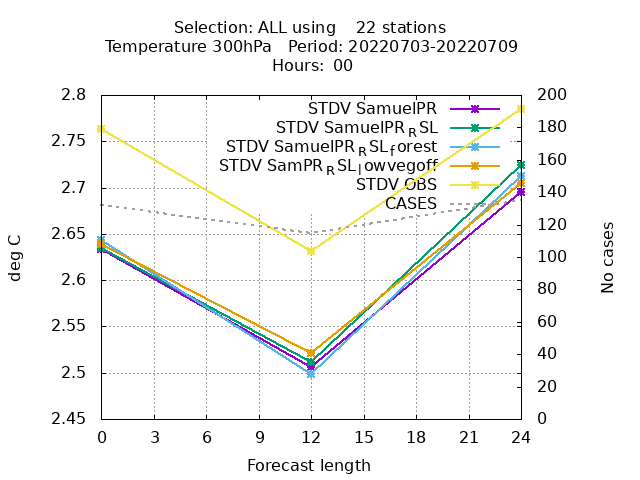 Selection: ALL using 22 stations
Temperature 300hPa Period: 20220703-20220709
Hours: 00
2.8
2.75
2.7
2.65
2.6
2.55
2.5
2.45
deg C
STDV SamuelPR
STDV SamuelPR_RSL
STDV SamuelPR_RSL_forest
STDV SamPR_RSL_lowvegoff
STDV OBS
CASES
200
180
160
140
120
100
80
60
40
20
0
No cases
0 3 6 9 12 15 18 21 24
Forecast length